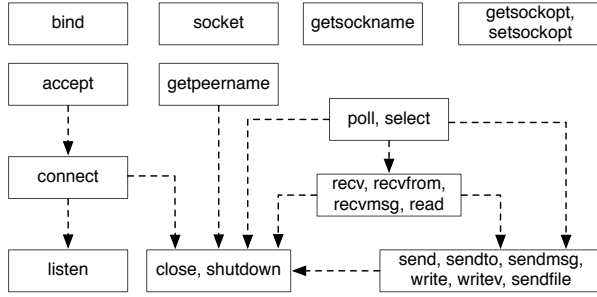 bind
socket
getsockname
getsockopt,
setsockopt
accept
getpeername
poll, select
connect
recv, recvfrom,
recvmsg, read
listen
close, shutdown
send, sendto, sendmsg,
write, writev, sendfile